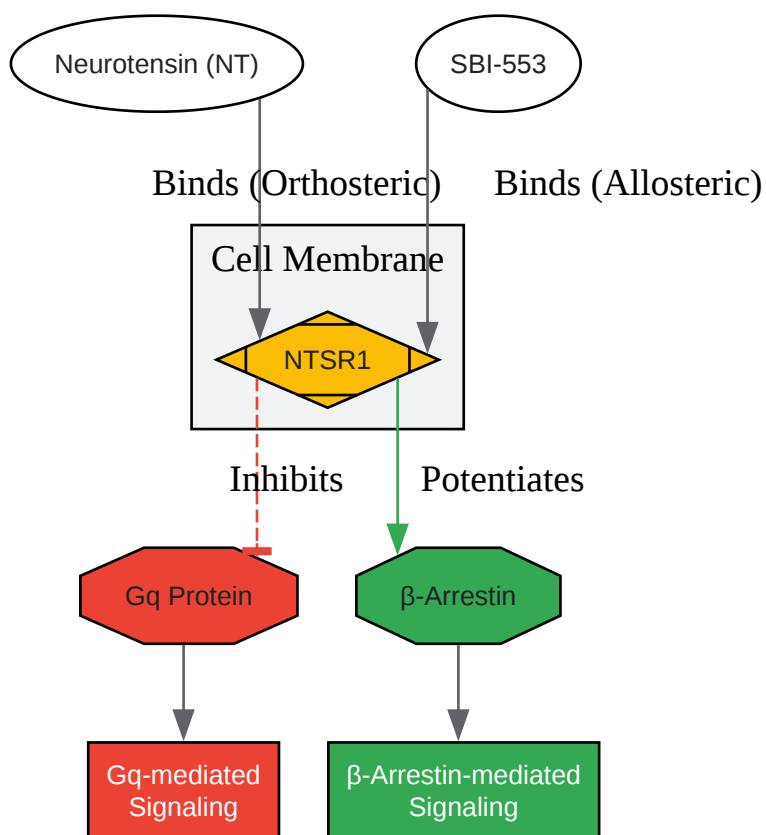 Neurotensin (NT)
SBI-553
Binds (Orthosteric)
Binds (Allosteric)
Cell Membrane
NTSR1
Inhibits
Potentiates
Gq Protein
β-Arrestin
Gq-mediated
Signaling
β-Arrestin-mediated
Signaling